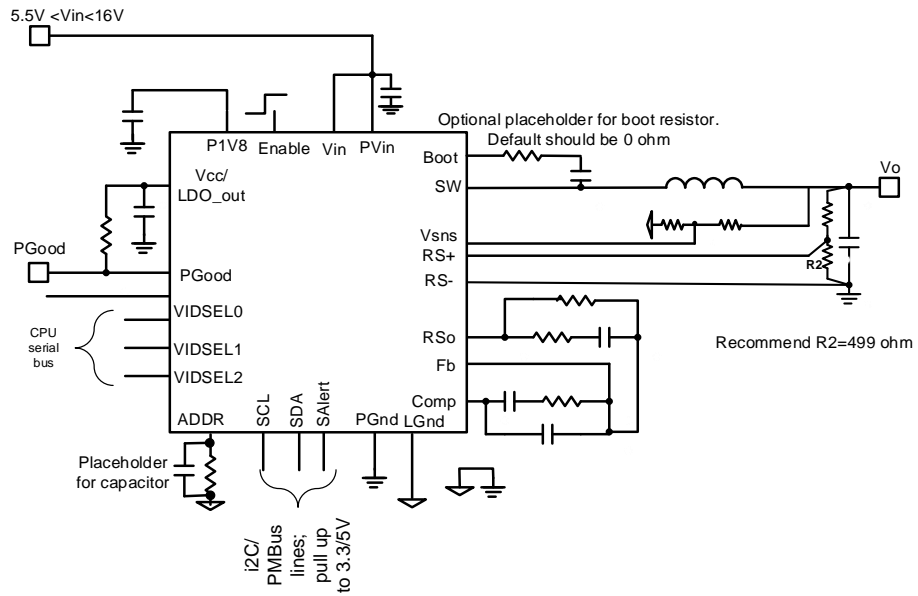 5.5V <Vin<16V
Optional placeholder for boot resistor.
Default should be 0 ohm
P1V8
Enable
Vin
PVin
Boot
Vcc/
LDO_out
SW
Vo
Vsns
PGood
RS+
R2
PGood
RS-
VIDSEL0
CPU
serial
bus
RSo
Recommend R2=499 ohm
VIDSEL1
Fb
VIDSEL2
Comp
ADDR
SCL
SDA
SAlert
PGnd
LGnd
Placeholder
for capacitor
i2C/
PMBus
lines;
pull up
to 3.3/5V